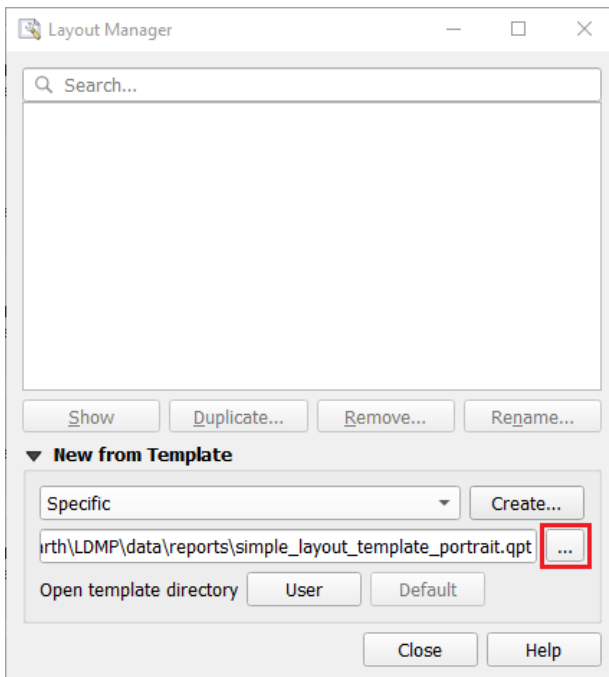 Layout Manager
Search...
Show Duplicate... Remove... Rename...
New from Template
Specific Create...
ırth\LDMP\data\reports\simple_layout_template_portrait.qpt ...
Open template directory User Default
Close Help